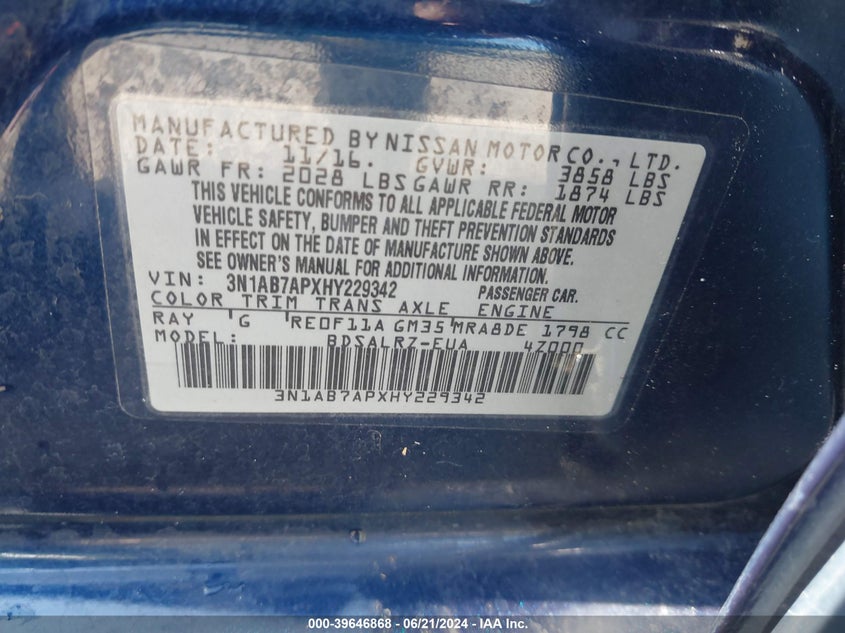 MANUFACTURED BY NISSAN MOTOR CO., LTD.
DATE: 11/16. GVWR: 3858 LBS
GAWR FR: 2028 LBS GAWR RR: 1874 LBS
THIS VEHICLE CONFORMS TO ALL APPLICABLE FEDERAL MOTOR
VEHICLE SAFETY, BUMPER AND THEFT PREVENTION STANDARDS
IN EFFECT ON THE DATE OF MANUFACTURE SHOWN ABOVE.
SEE OWNER'S MANUAL FOR ADDITIONAL INFORMATION.
VIN: 3N1AB7APXHY229342 PASSENGER CAR.
COLOR TRIM TRANS AXLE ENGINE
RAY G RE0F11A GM35 MRA8DE 1798 CC
MODEL: BDSALRZ-EUA 4Z000
3N1AB7APXHY229342
000-39646868 - 06/21/2024 - IAA Inc.